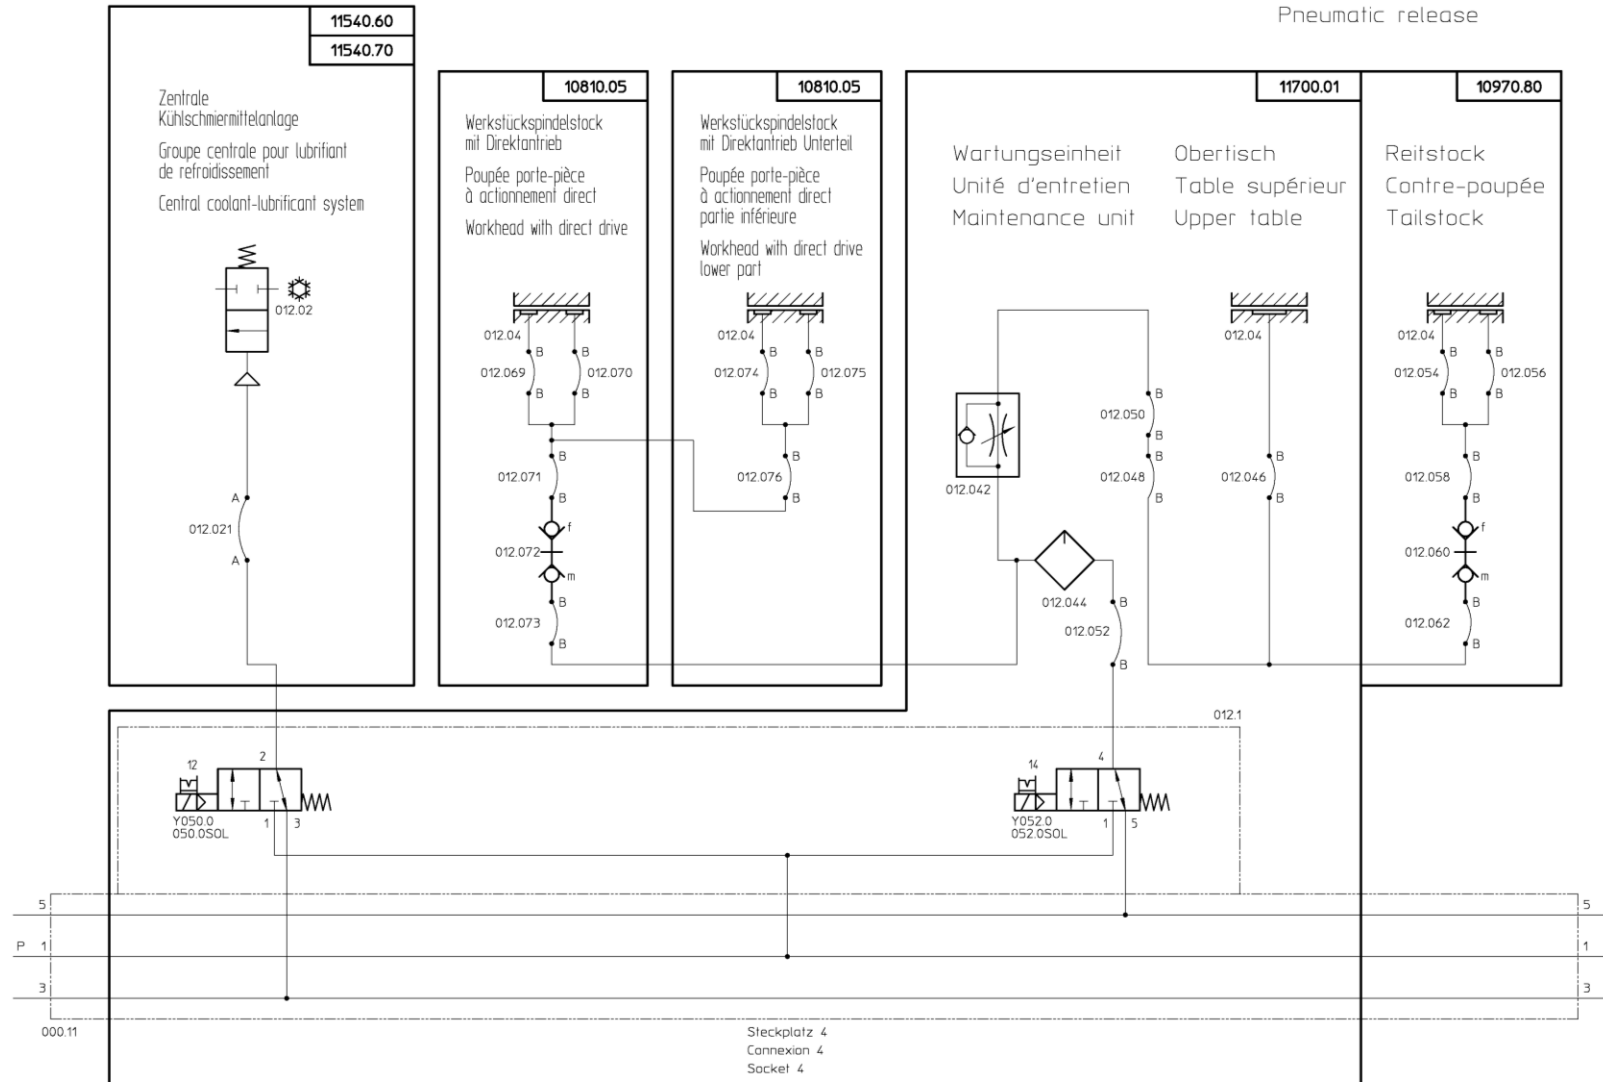 Pneumatic release
11540.60
11540.70
Zentrale
Kühlschmiermittelanlage
Groupe centrale pour lubrifiant
de refroidissement
Central coolant-lubrificant system
012.02
A
012.021
A
10810.05
Werkstückspindelstock
mit Direktantrieb
Poupée porte-pièce
à actionnement direct
Workhead with direct drive
012.04
B
B
012.069
012.070
B
B
B
012.071
B
f
012.072
m
B
012.073
B
10810.05
Werkstückspindelstock
mit Direktantrieb Unterteil
Poupée porte-pièce
à actionnement direct
partie inférieure
Workhead with direct drive
lower part
012.04
B
B
012.074
012.075
B
B
B
012.076
B
11700.01
Wartungseinheit
Unité d'entretien
Maintenance unit
Obertisch
Table supérieur
Upper table
012.04
B
012.050
B
B
012.048
B
B
012.046
B
012.042
012.044
B
012.052
B
10970.80
Reitstock
Contre-poupée
Tailstock
012.04
B
B
012.054
012.056
B
B
B
012.058
B
f
012.060
m
B
012.062
B
012.1
12
2
Y050.0
050.0SOL
1
3
14
4
Y052.0
052.0SOL
1
5
5
5
P 1
1
3
3
000.11
Steckplatz 4
Connexion 4
Socket 4